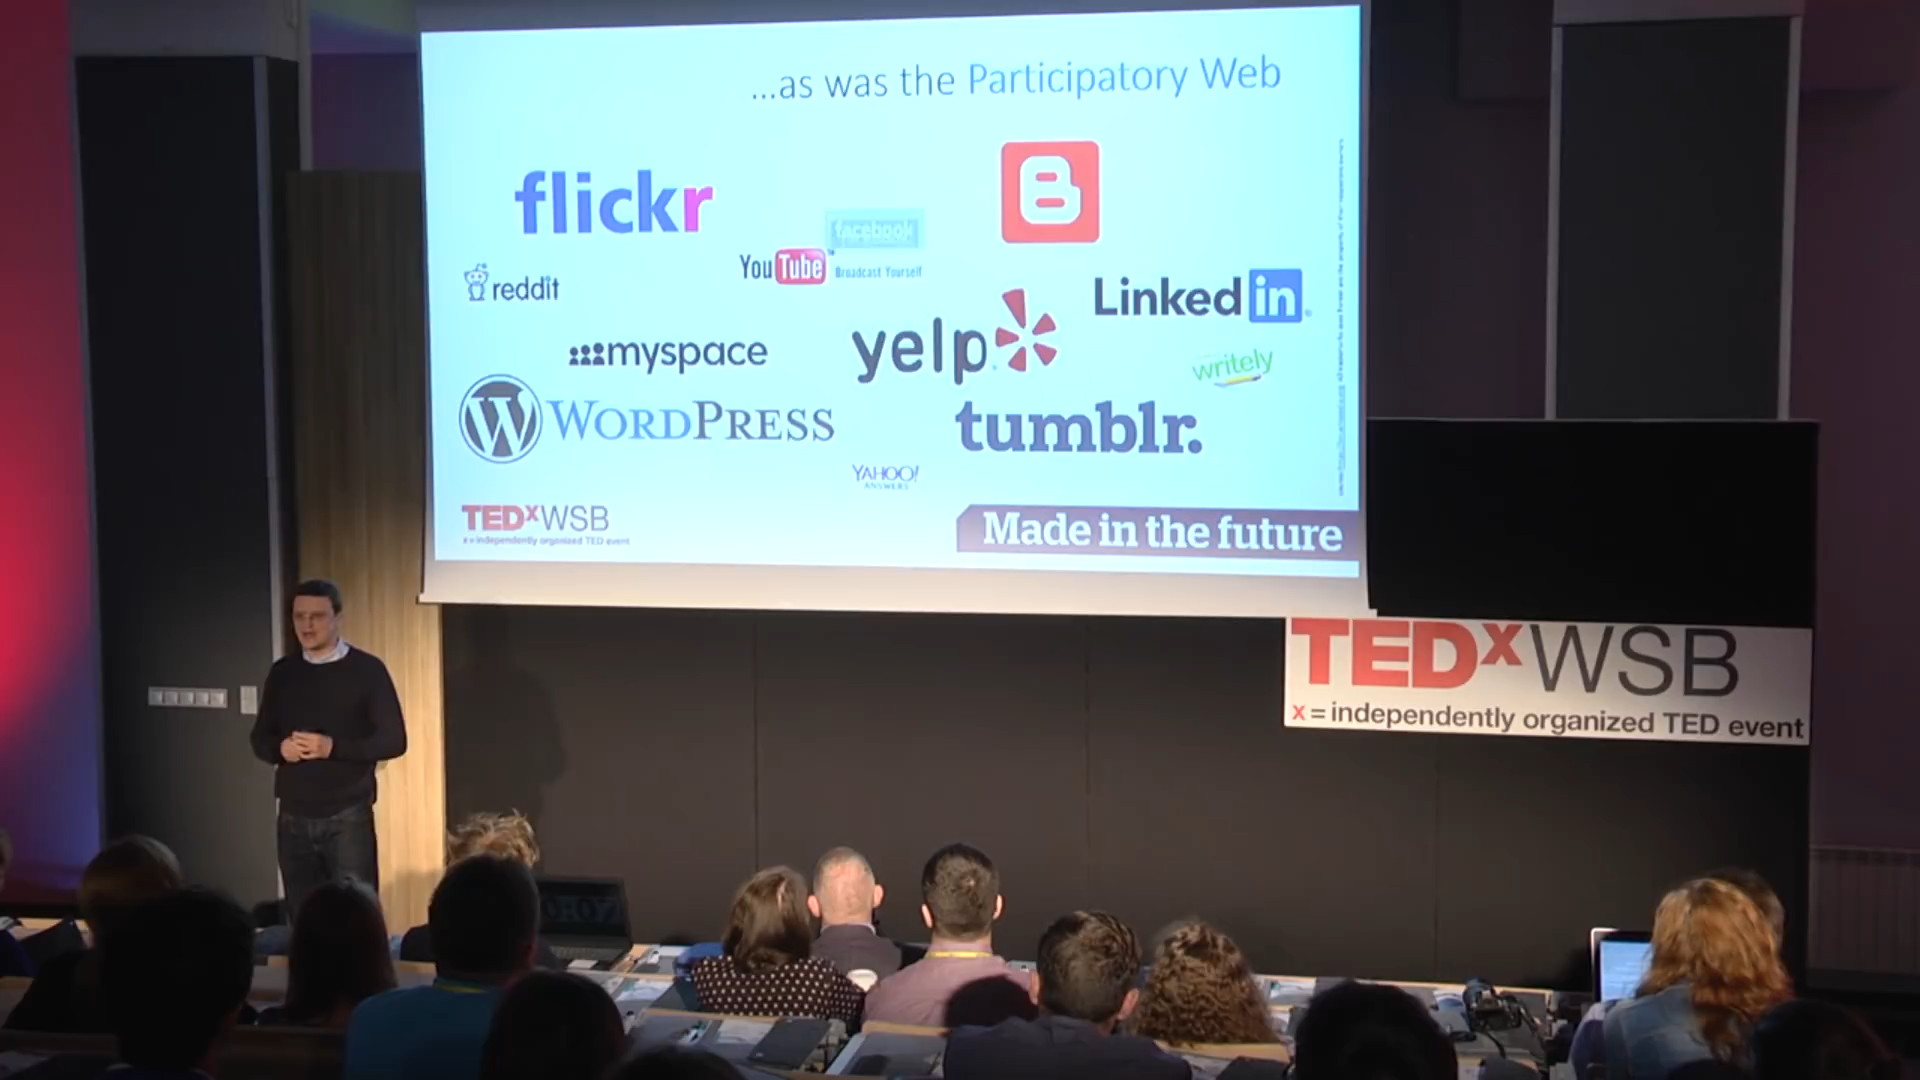 ...as was the Participatory Web
flickr
facebook
YouTube Broadcast Yourself
reddit
LinkedIn
myspace
yelp
writely
WORDPRESS
tumblr.
YAHOO!
ANSWERS
TEDxWSB
x = independently organized TED event
Made in the future
TEDxWSB
x = independently organized TED event